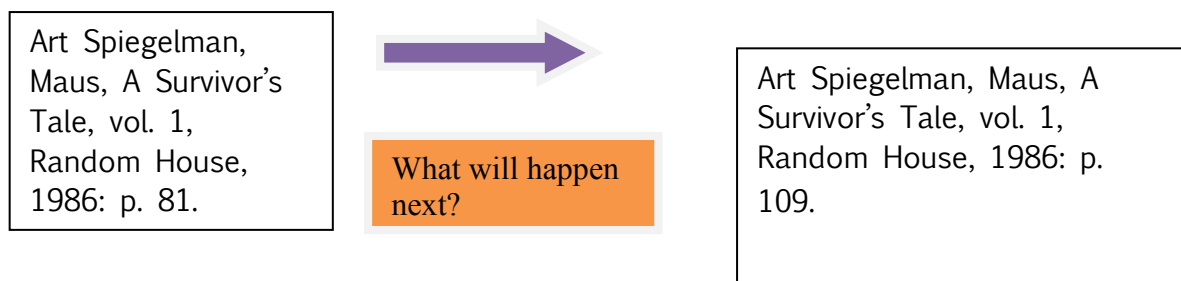 Art Spiegelman,
Maus, A Survivor’s
Tale, vol. 1,
Random House,
1986: p. 81.
What will happen
next?
Art Spiegelman, Maus, A
Survivor’s Tale, vol. 1,
Random House, 1986: p.
109.